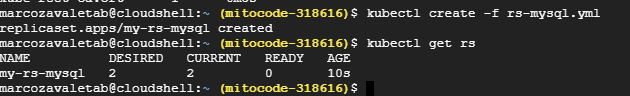 marcozavaletab@cloudshell:~ (mitocode-318616)$ kubectl create -f rs-mysql.yml
replicaset.apps/my-rs-mysql created
marcozavaletab@cloudshell:~ (mitocode-318616)$ kubectl get rs
NAME DESIRED CURRENT READY AGE
my-rs-mysql 2 2 0 10s
marcozavaletab@cloudshell:~ (mitocode-318616)$